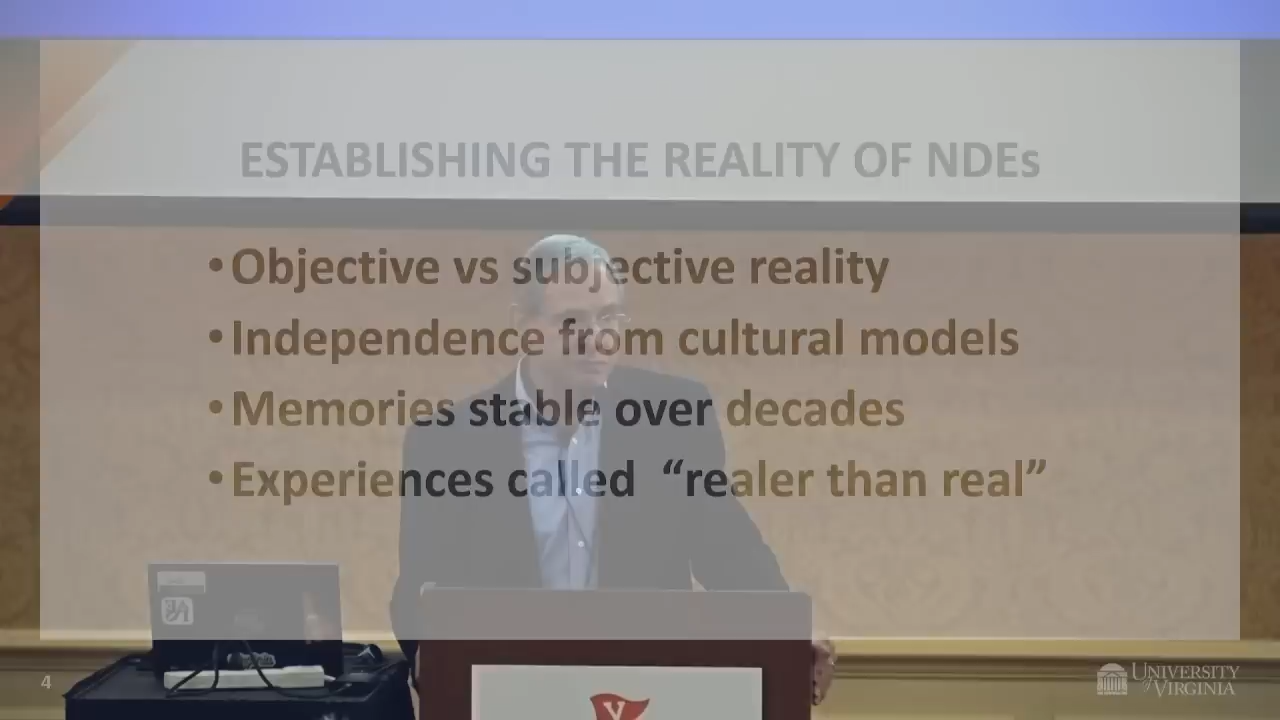 ESTABLISHING THE REALITY OF NDEs
•Objective vs subjective reality
•Independence from cultural models
•Memories stable over decades
•Experiences called “realer than real”
4
UNIVERSITY
of VIRGINIA